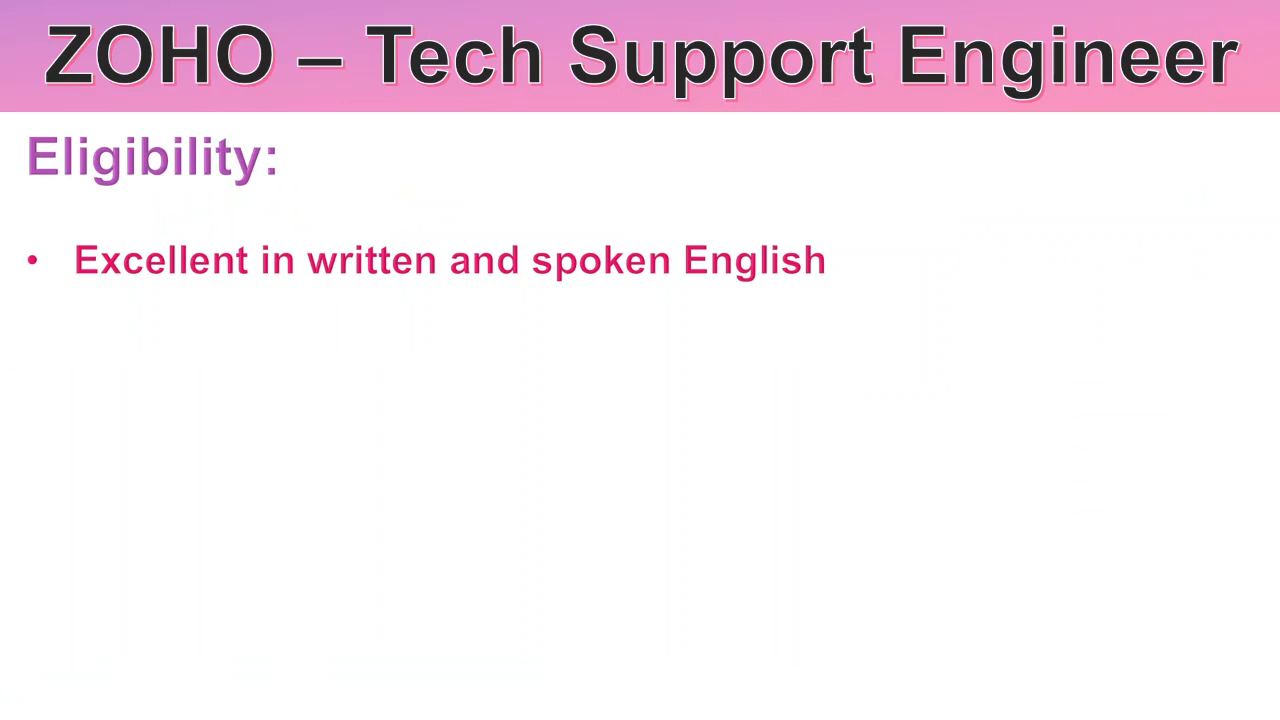 ZOHO – Tech Support Engineer
Eligibility:
• Excellent in written and spoken English